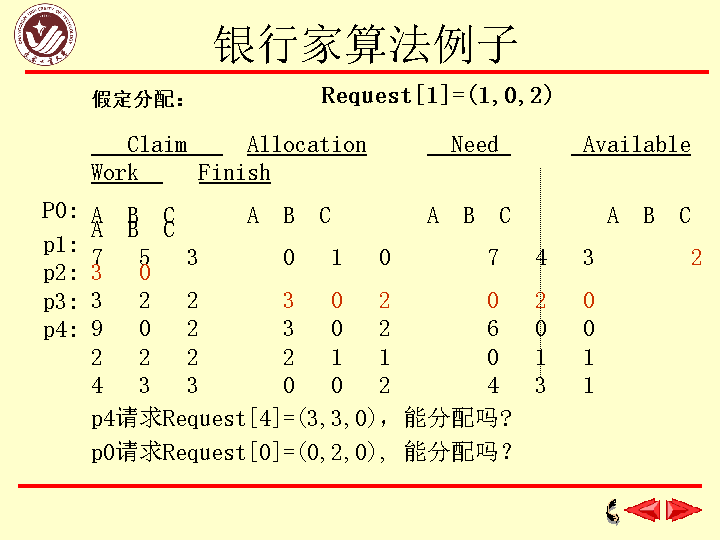 银行家算法例子
假定分配： Request[1]=(1,0,2)
Claim Allocation Need Available
Work Finish
P0: A B C A B C A B C A B C
A B C
p1: 7 5 3 0 1 0 7 4 3 2
p2: 3 0
p3: 3 2 2 3 0 2 0 2 0
p4: 9 0 2 3 0 2 6 0 0
2 2 2 2 1 1 0 1 1
4 3 3 0 0 2 4 3 1
p4请求Request[4]=(3,3,0)，能分配吗?
p0请求Request[0]=(0,2,0), 能分配吗？